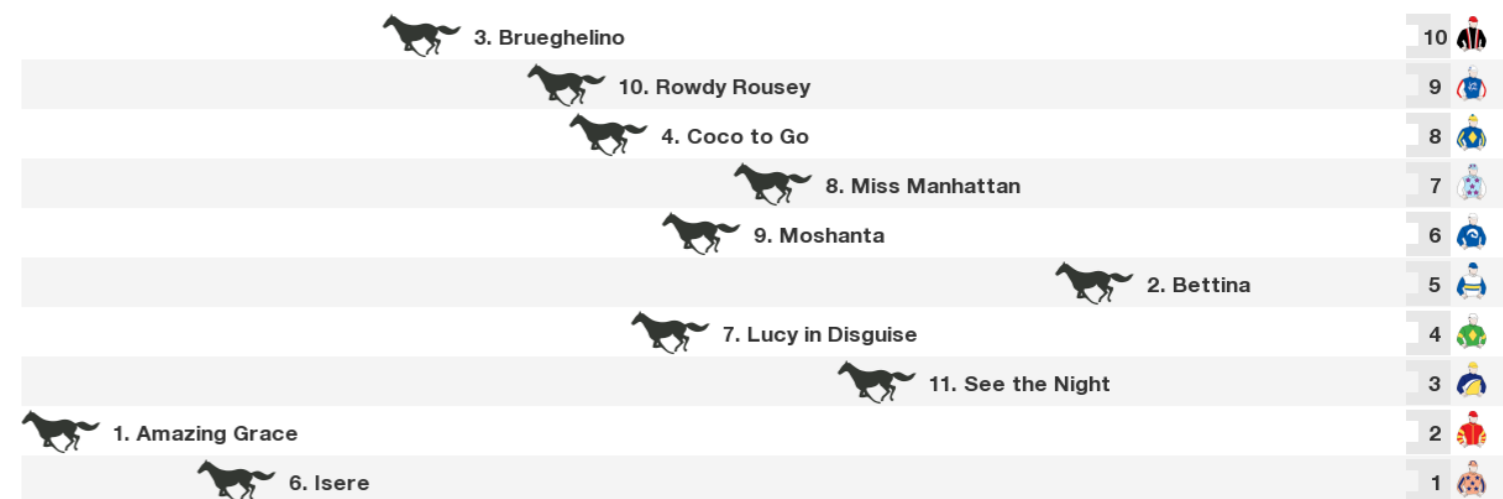 3. Brueghelino 10
10. Rowdy Rousey 9
4. Coco to Go 8
8. Miss Manhattan 7
9. Moshanta 6
2. Bettina 5
7. Lucy in Disguise 4
11. See the Night 3
1. Amazing Grace 2
6. Isere 1